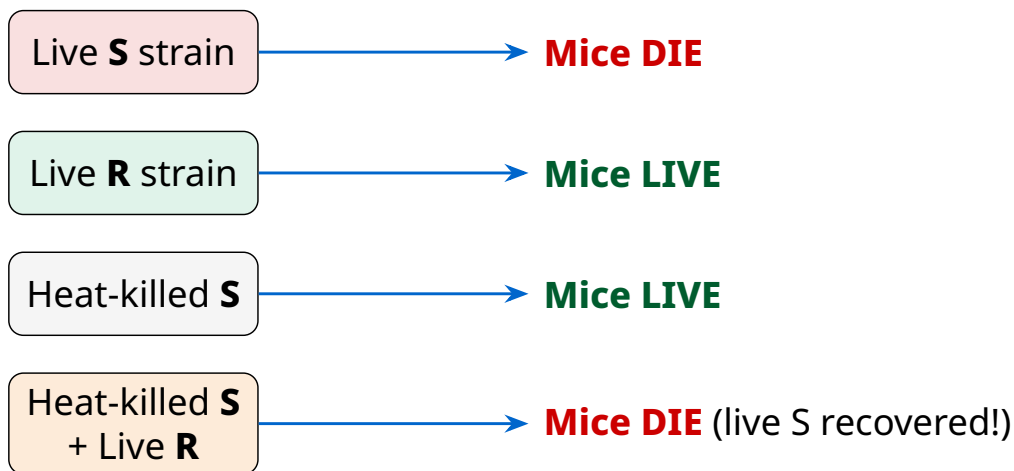 Live S strain Mice DIE
Live R strain Mice LIVE
Heat-killed S Mice LIVE
Heat-killed S
+ Live R Mice DIE (live S recovered!)